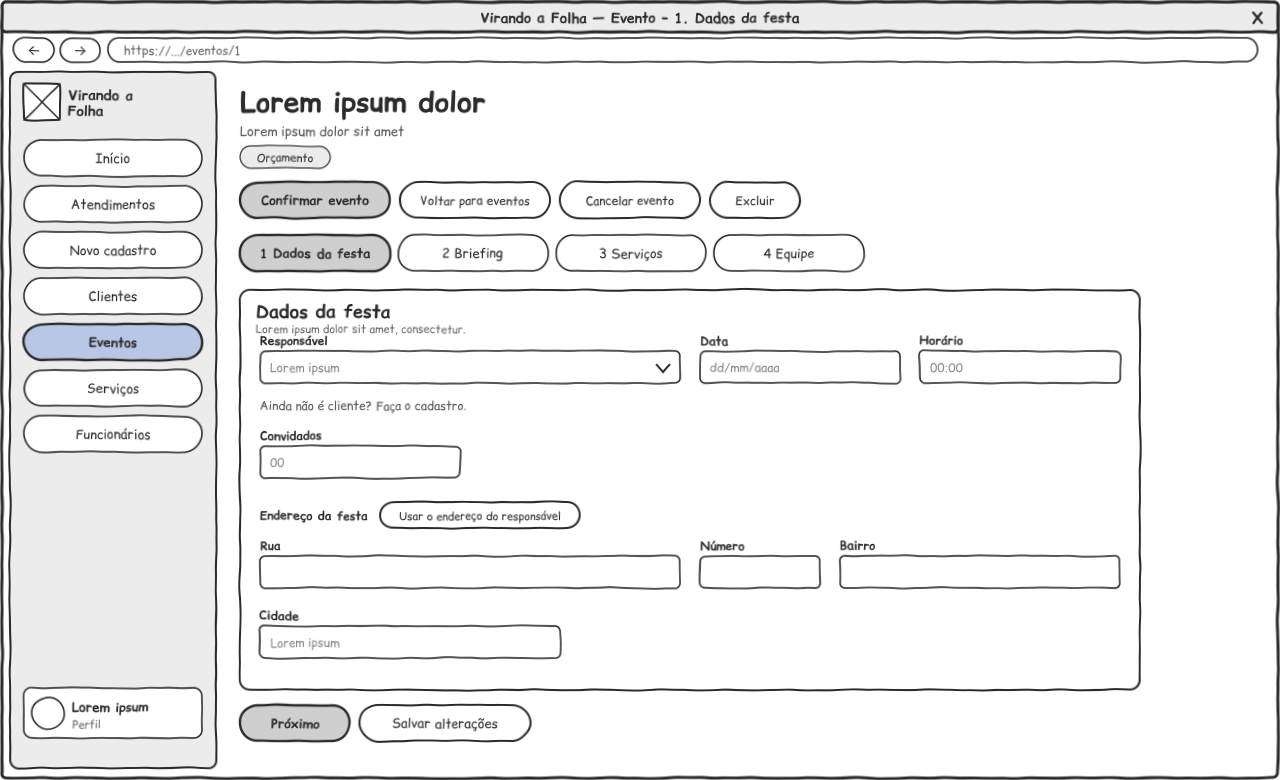 Virando a Folha — Evento - 1. Dados da festa
X
← →
https://.../eventos/1
Virando a
Folha
Início
Atendimentos
Novo cadastro
Clientes
Eventos
Serviços
Funcionários
Lorem ipsum
Perfil
Lorem ipsum dolor
Lorem ipsum dolor sit amet
Orçamento
Confirmar evento
Voltar para eventos
Cancelar evento
Excluir
1 Dados da festa
2 Briefing
3 Serviços
4 Equipe
Dados da festa
Lorem ipsum dolor sit amet, consectetur.
Responsável
Data
Horário
Lorem ipsum
dd/mm/aaaa
00:00
Ainda não é cliente? Faça o cadastro.
Convidados
00
Endereço da festa
Usar o endereço do responsável
Rua
Número
Bairro
Cidade
Lorem ipsum
Próximo
Salvar alterações